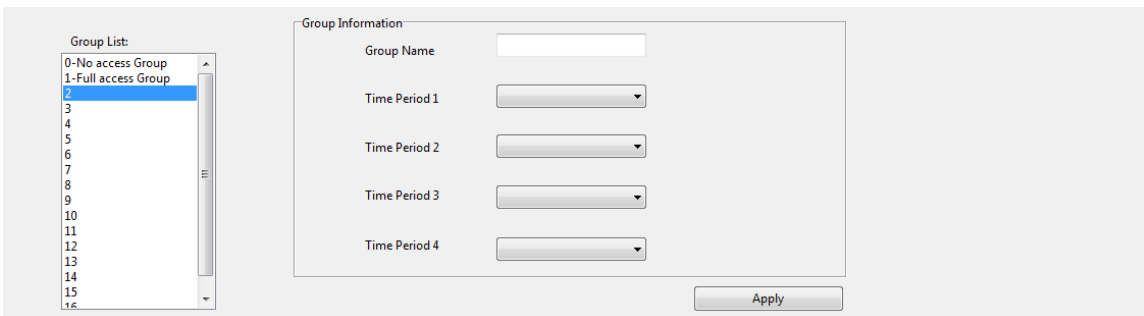 Group List:
0-No access Group
1-Full access Group
2
3
4
5
6
7
8
9
10
11
12
13
14
15
16
Group Information
Group Name
Time Period 1
Time Period 2
Time Period 3
Time Period 4
Apply